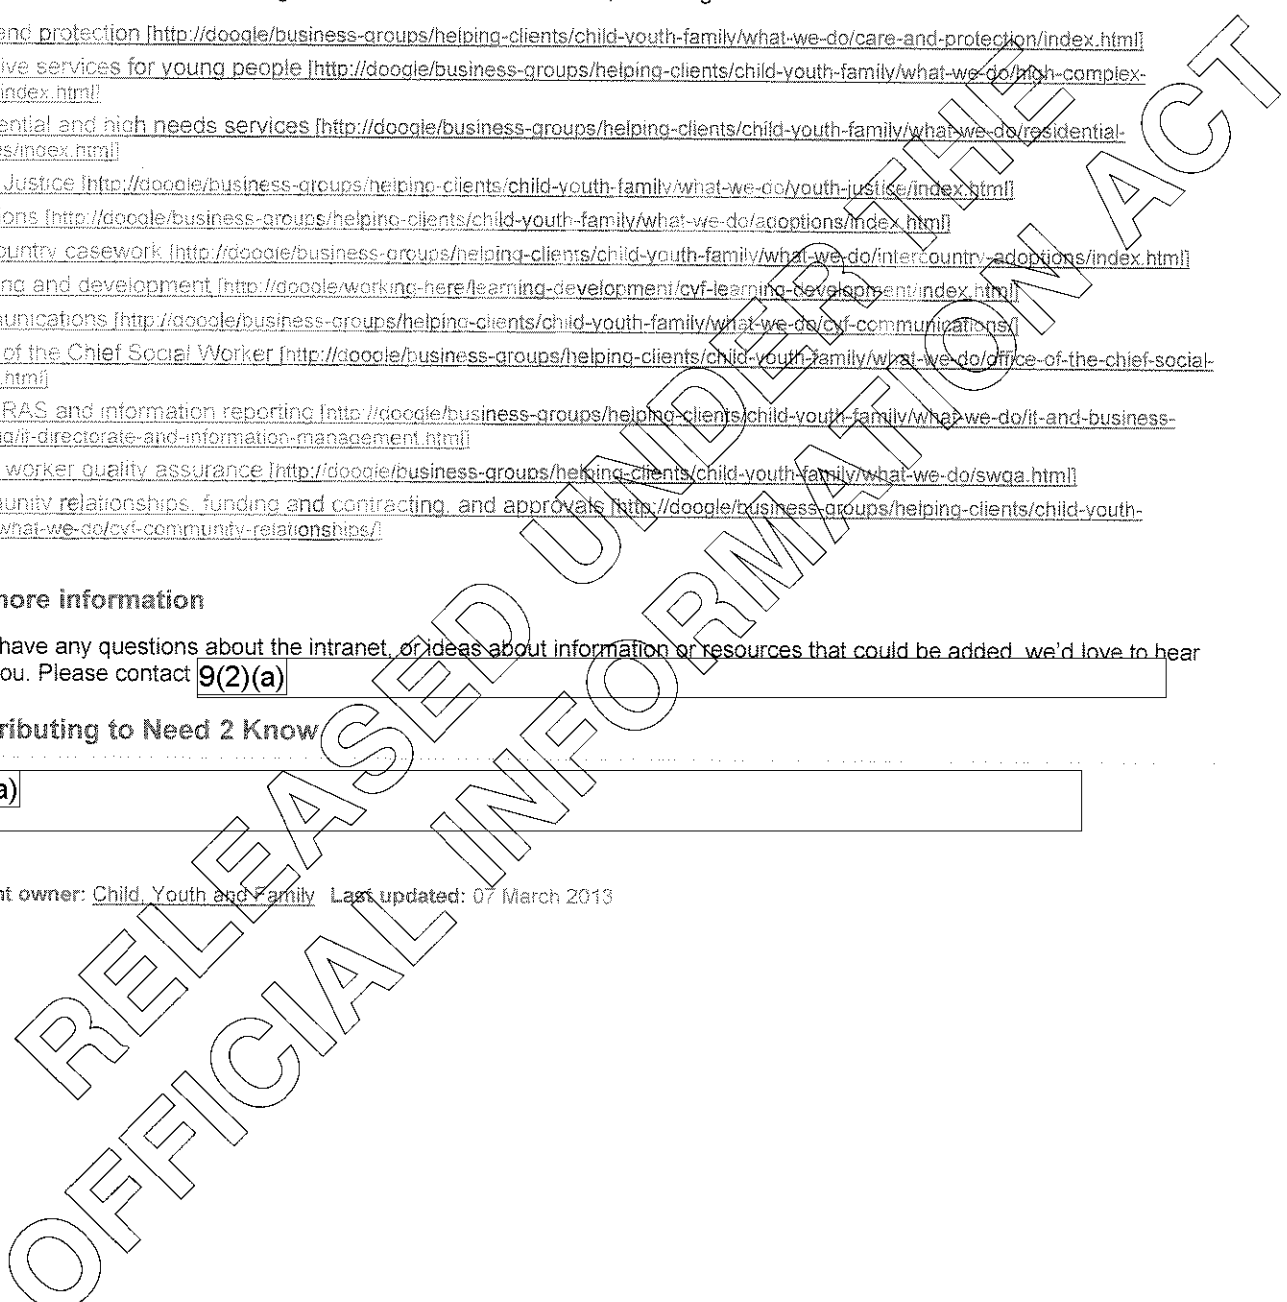 and protection [http://doogle/business-groups/helping-clients/child-youth-family/what-we-do/care-and-protection/index.html]
ive services for young people [http://doogle/business-groups/helping-clients/child-youth-family/what-we-do/high-complex-
index.html]
ential and high needs services [http://doogle/business-groups/helping-clients/child-youth-family/what-we-do/residential-
es/index.html]
Justice [http://doogle/business-groups/helping-clients/child-youth-family/what-we-do/youth-justice/index.html]
ions [http://doogle/business-groups/helping-clients/child-youth-family/what-we-do/adoptions/index.html]
ountry casework [http://doogle/business-groups/helping-clients/child-youth-family/what-we-do/intercountry-adoptions/index.html]
ng and development [http://doogle/working-here/learning-development/cyf-learning-development/index.html]
unications [http://doogle/business-groups/helping-clients/child-youth-family/what-we-do/cyf-communications/]
of the Chief Social Worker [http://doogle/business-groups/helping-clients/child-youth-family/what-we-do/office-of-the-chief-social-
.html]
RAS and information reporting [http://doogle/business-groups/helping-clients/child-youth-family/what-we-do/it-and-business-
g/it-directorate-and-information-management.html]
worker quality assurance [http://doogle/business-groups/helping-clients/child-youth-family/what-we-do/swqa.html]
unity relationships, funding and contracting, and approvals [http://doogle/business-groups/helping-clients/child-youth-
what-we-do/cyf-community-relationships/]
more information
have any questions about the intranet, or ideas about information or resources that could be added, we'd love to hear
ou. Please contact 9(2)(a)
ributing to Need 2 Know
a)
nt owner: Child, Youth and Family Last updated: 07 March 2013
RELEASED UNDER THE
OFFICIAL INFORMATION ACT